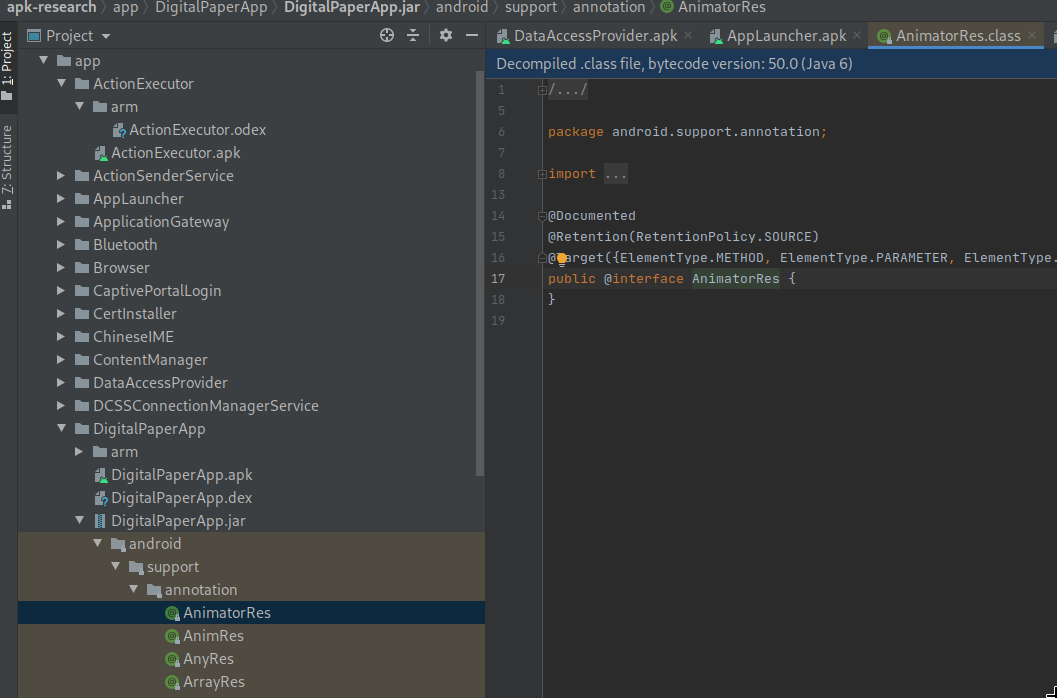 apk-research app DigitalPaperApp DigitalPaperApp.jar android support annotation AnimatorRes
1: Project
7: Structure
Project
app
ActionExecutor
arm
ActionExecutor.odex
ActionExecutor.apk
ActionSenderService
AppLauncher
ApplicationGateway
Bluetooth
Browser
CaptivePortalLogin
CertInstaller
ChineseIME
ContentManager
DataAccessProvider
DCSSConnectionManagerService
DigitalPaperApp
arm
DigitalPaperApp.apk
DigitalPaperApp.dex
DigitalPaperApp.jar
android
support
annotation
AnimatorRes
AnimRes
AnyRes
ArrayRes
DataAccessProvider.apk AppLauncher.apk AnimatorRes.class
Decompiled .class file, bytecode version: 50.0 (Java 6)
1 /.../
5
6 package android.support.annotation;
7
8 import ...
13
14 @Documented
15 @Retention(RetentionPolicy.SOURCE)
16 @Target({ElementType.METHOD, ElementType.PARAMETER, ElementType.
17 public @interface AnimatorRes {
18 }
19